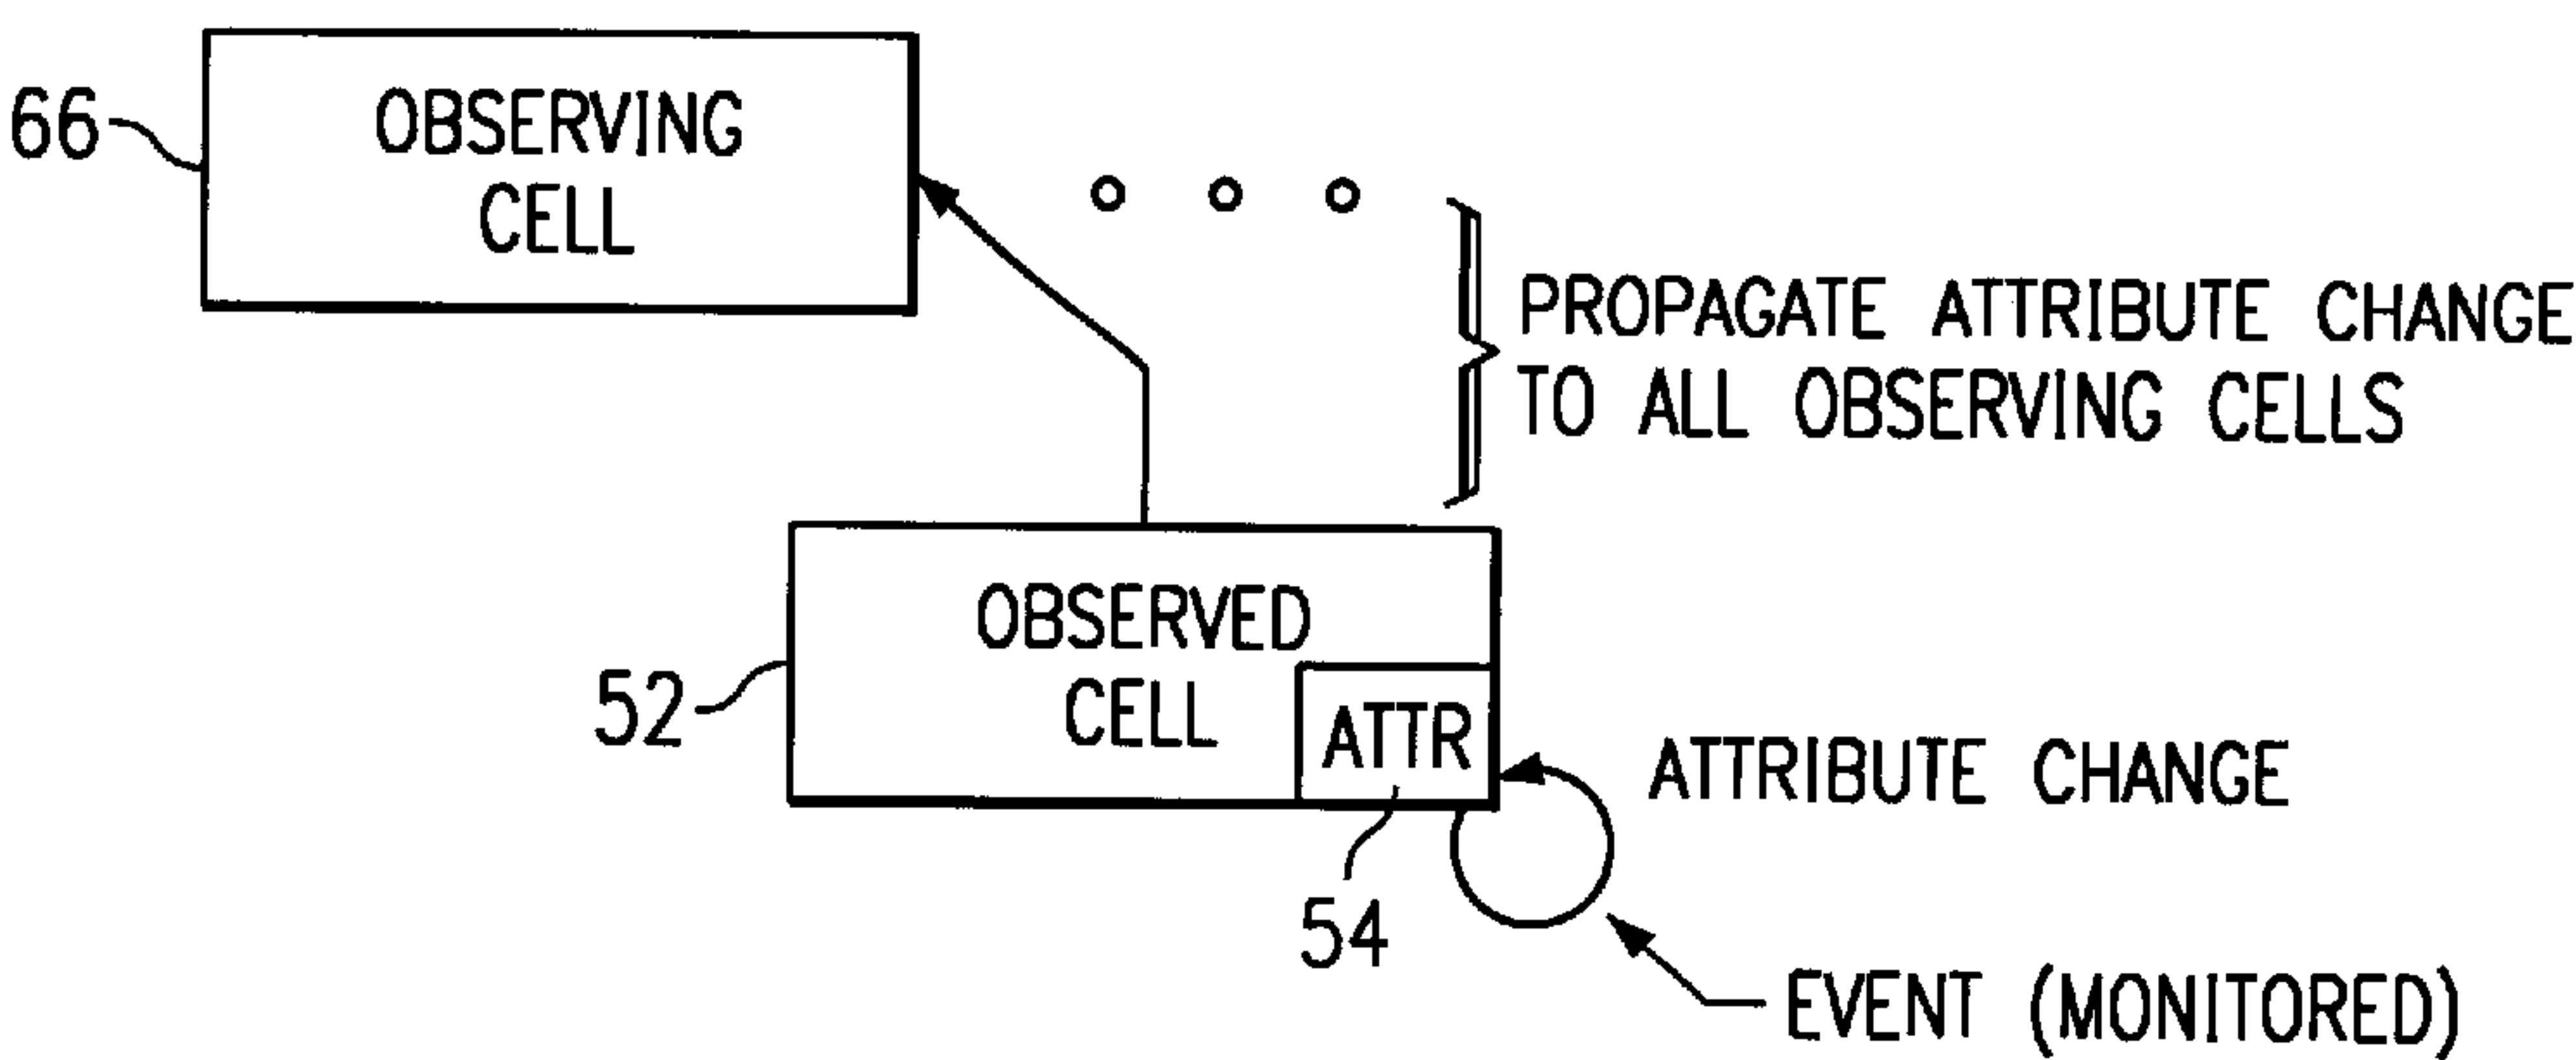 66
OBSERVING
CELL
PROPAGATE ATTRIBUTE CHANGE
TO ALL OBSERVING CELLS
OBSERVED
CELL
52
ATTR
ATTRIBUTE CHANGE
54
EVENT (MONITORED)